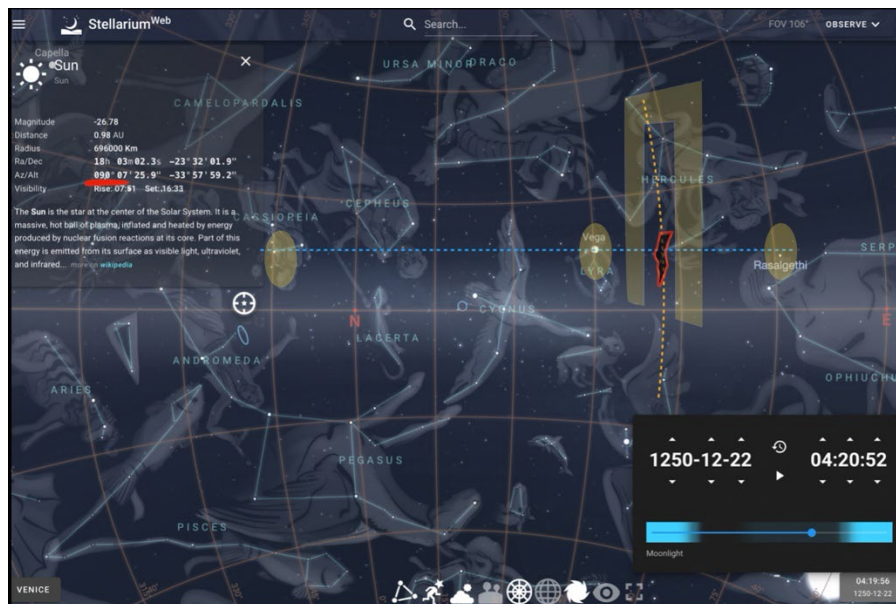 Stellarium Web
Search...
FOV 106°
OBSERVE
Capella
Sun
Sun
Magnitude -26.78
Distance 0.98 AU
Radius 696000 Km
Ra/Dec 18h 03m 02.3s -23°32'01.9"
Az/Alt 090°07'25.9" -33°57'59.2"
Visibility Rise: 07:51 Set: 16:33
The Sun is the star at the center of the Solar System. It is a
massive, hot ball of plasma, inflated and heated by energy
produced by nuclear fusion reactions at its core. Part of this
energy is emitted from its surface as visible light, ultraviolet,
and infrared... more on wikipedia
URSA MINOR
DRACO
CAMELOPARDALIS
HERCULES
CEPHEUS
CASSIOPEIA
Vega
LYRA
Rasalgethi
SERP
N
CYGNUS
E
LACERTA
ANDROMEDA
ARIES
OPHIUCHU
PEGASUS
PISCES
1250-12-22
04:20:52
Moonlight
VENICE
04:19:56
1250-12-22